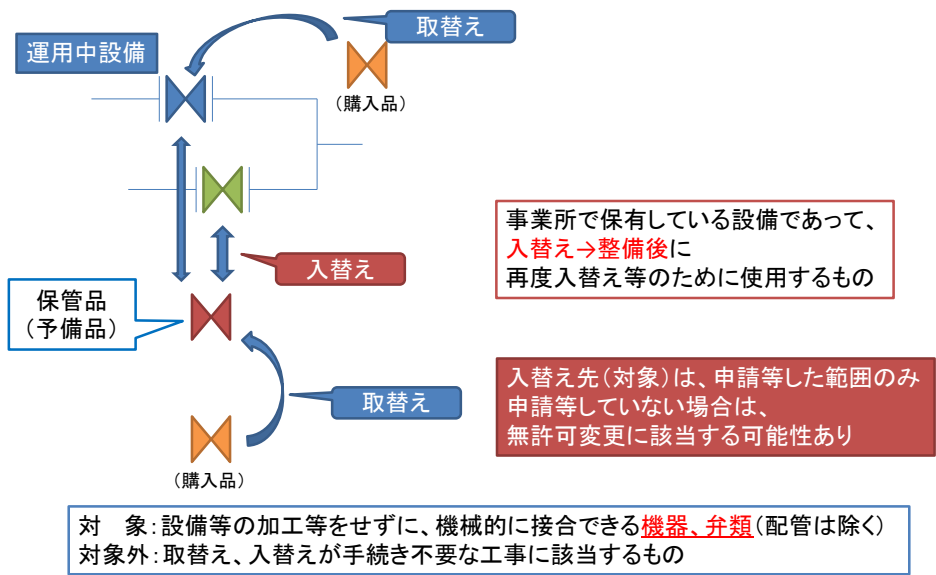 取替え
運用中設備
（購入品）
事業所で保有している設備であって、
入替え→整備後に
再度入替え等のために使用するもの
入替え
保管品
（予備品）
入替え先（対象）は、申請等した範囲のみ
申請等していない場合は、
無許可変更に該当する可能性あり
取替え
（購入品）
対　象：設備等の加工等をせずに、機械的に接合できる機器、弁類（配管は除く）
対象外：取替え、入替えが手続き不要な工事に該当するもの